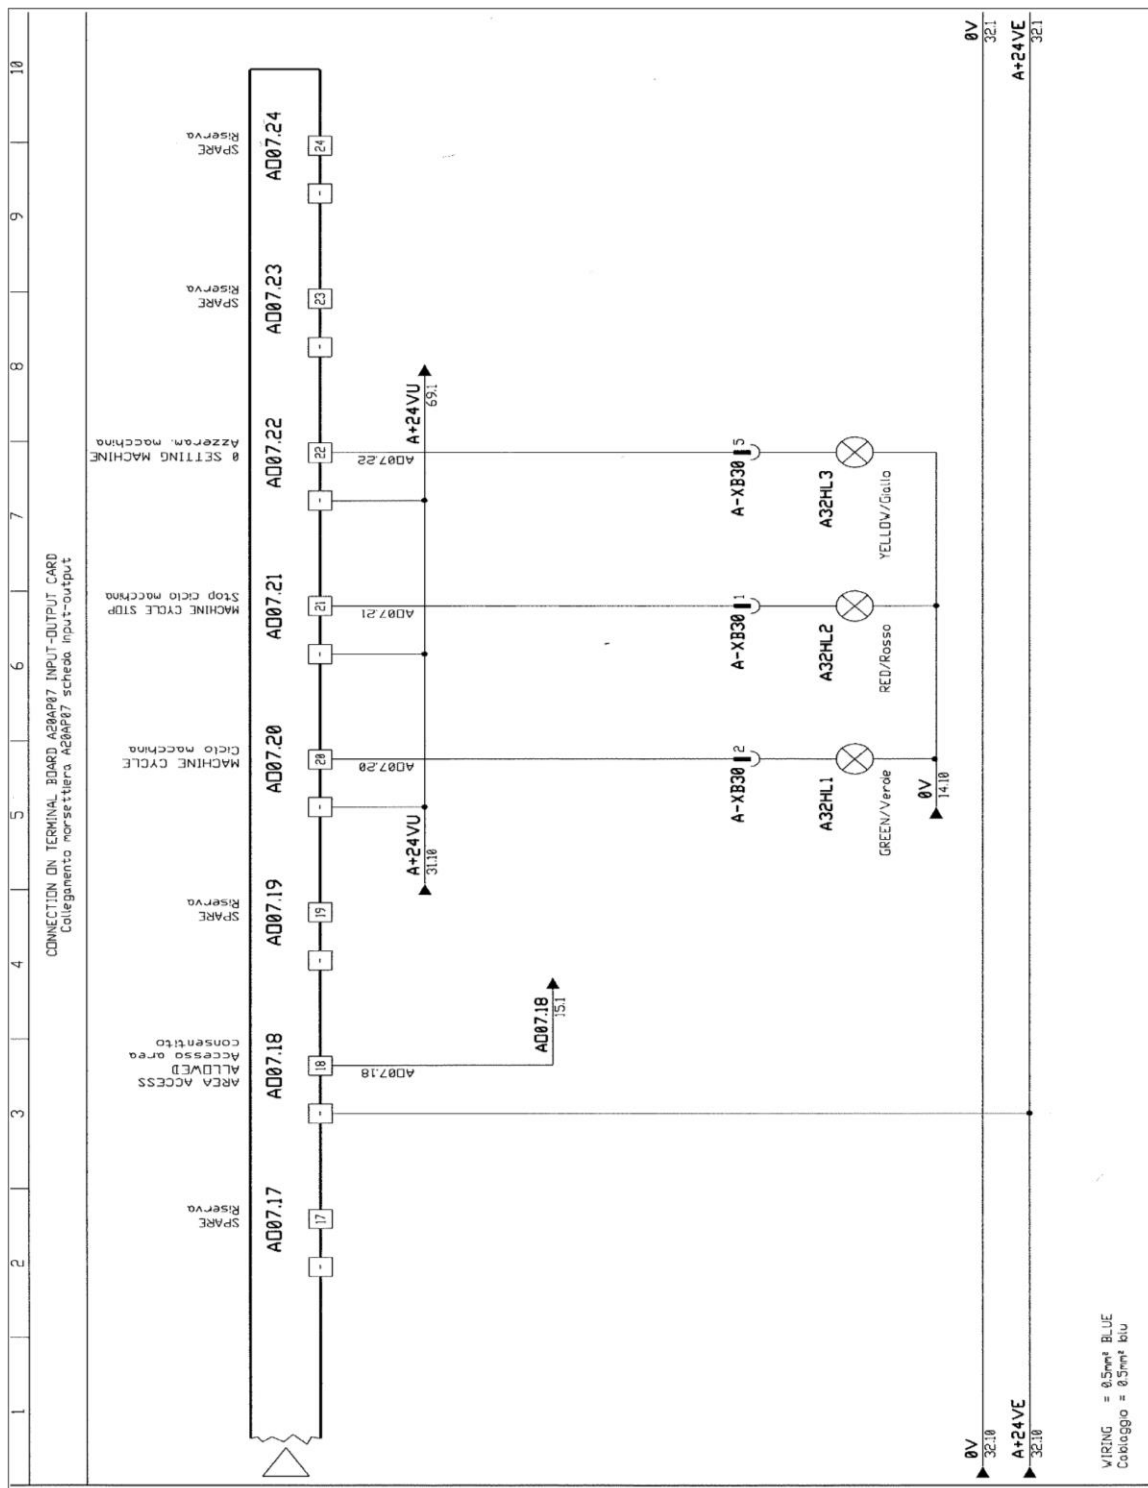 1 2 3 4 5 6 7 8 9 10
CONNECTION ON TERMINAL BOARD A20AP07 INPUT-OUTPUT CARD
Collegamento morsettiera A20AP07 scheda input-output
SPARE
Riserva
AREA ACCESS
ALLOWED
Accesso area
consentito
SPARE
Riserva
MACHINE CYCLE
Ciclo macchina
MACHINE CYCLE STOP
Stop ciclo macchina
0 SETTING MACHINE
Azzeram. macchina
SPARE
Riserva
SPARE
Riserva
AO07.17 AO07.18 AO07.19 AO07.20 AO07.21 AO07.22 AO07.23 AO07.24
- 17 - 18 - 19 - 20 - 21 - 22 - 23 - 24
AO07.18 AO07.20 AO07.21 AO07.22
A+24VU
31.10
A+24VU
69.1
AO07.18
15.1
A-XB30 2
A-XB30 1
A-XB30 5
A32HL1
A32HL2
A32HL3
GREEN/Verde
RED/Rosso
YELLOW/Giallo
0V
14.10
0V
32.10
0V
32.1
A+24VE
32.10
A+24VE
32.1
WIRING = 0.5mm² BLUE
Cablaggio = 0.5mm² blu